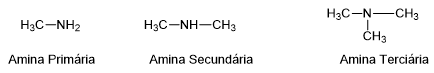 H₃C—NH₂
H₃C—NH—CH₃
H₃C—N—CH₃
CH₃
Amina Primária
Amina Secundária
Amina Terciária